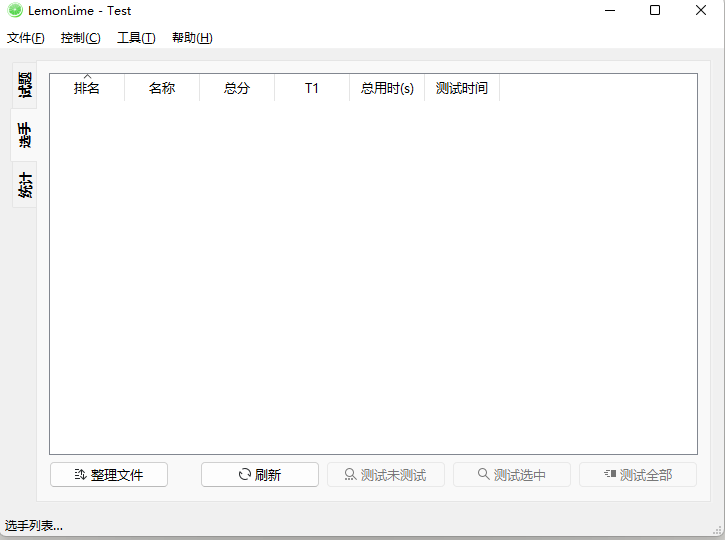 LemonLime - Test
文件(F) 控制(C) 工具(T) 帮助(H)
试题
选手
统计
排名 名称 总分 T1 总用时(s) 测试时间
整理文件 刷新 测试未测试 测试选中 测试全部
选手列表...